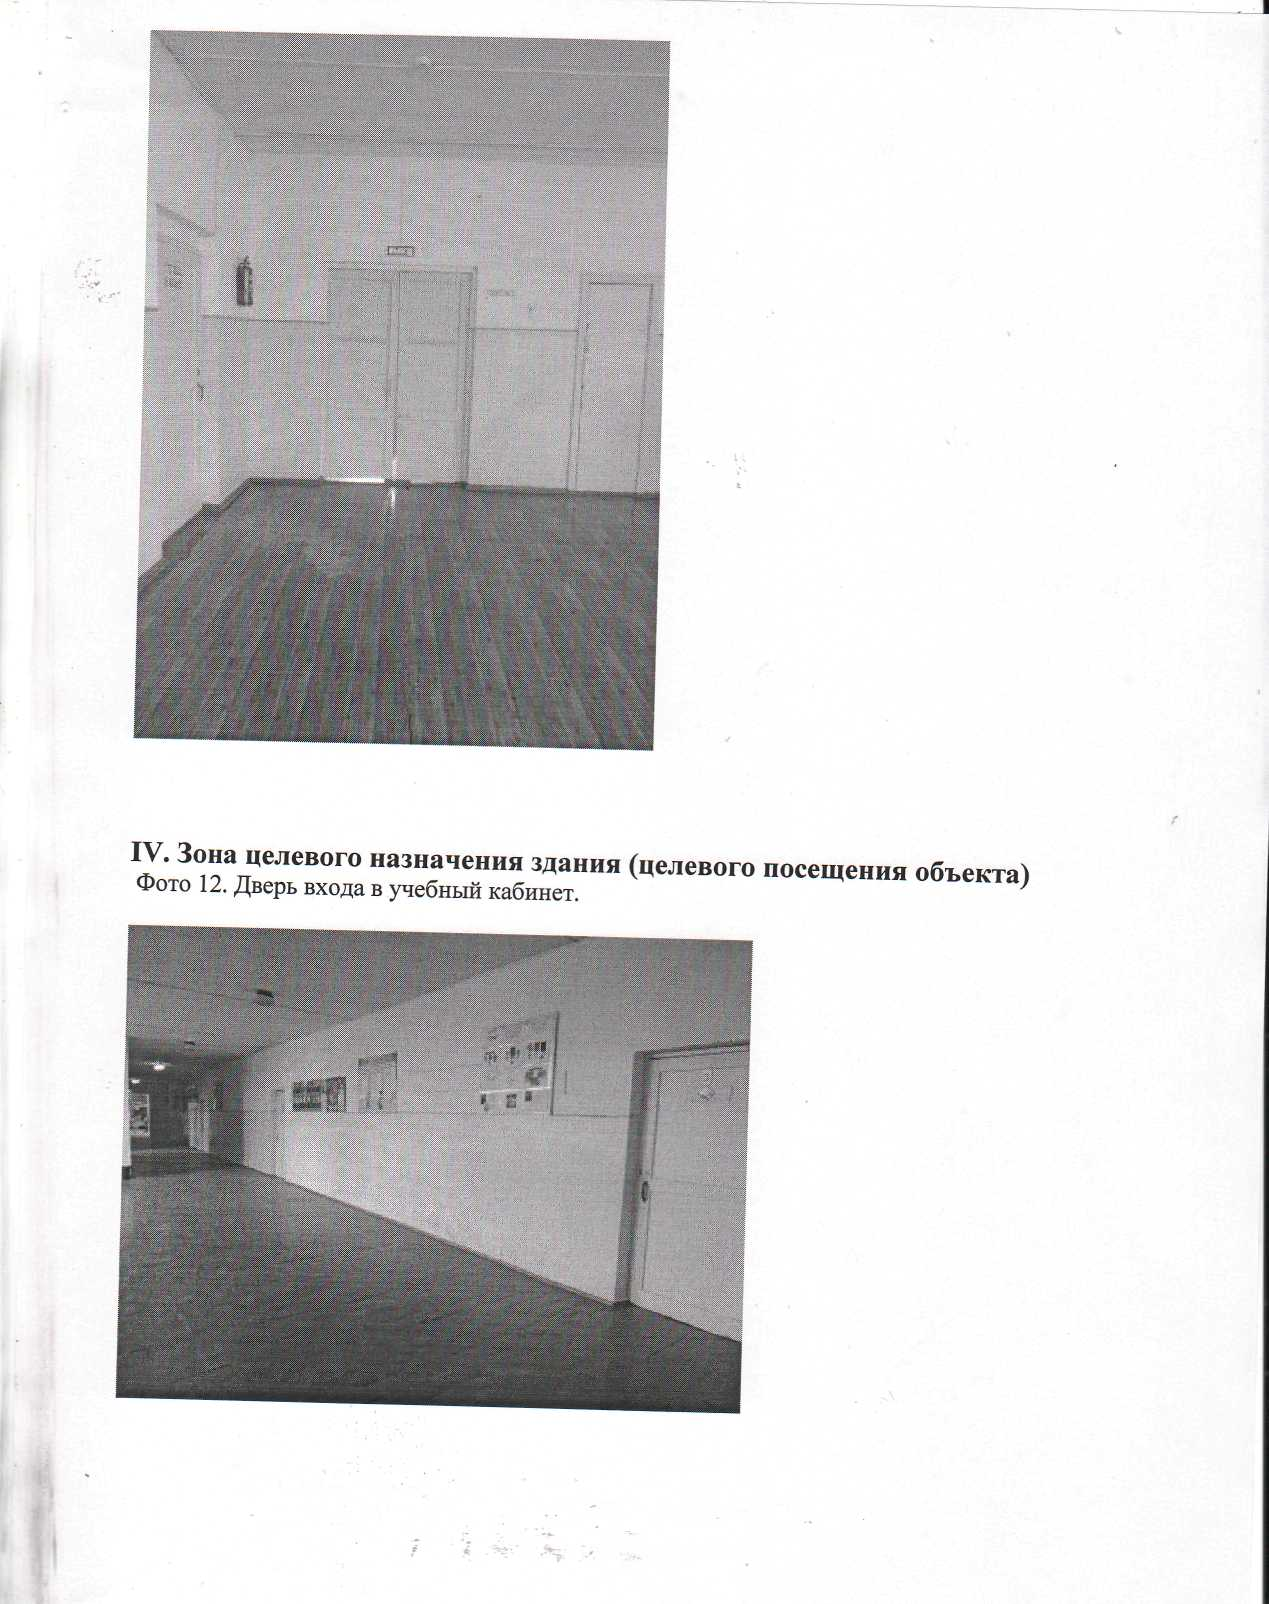 IV. Зона целевого назначения здания (целевого посещения объекта)
Фото 12. Дверь входа в учебный кабинет.